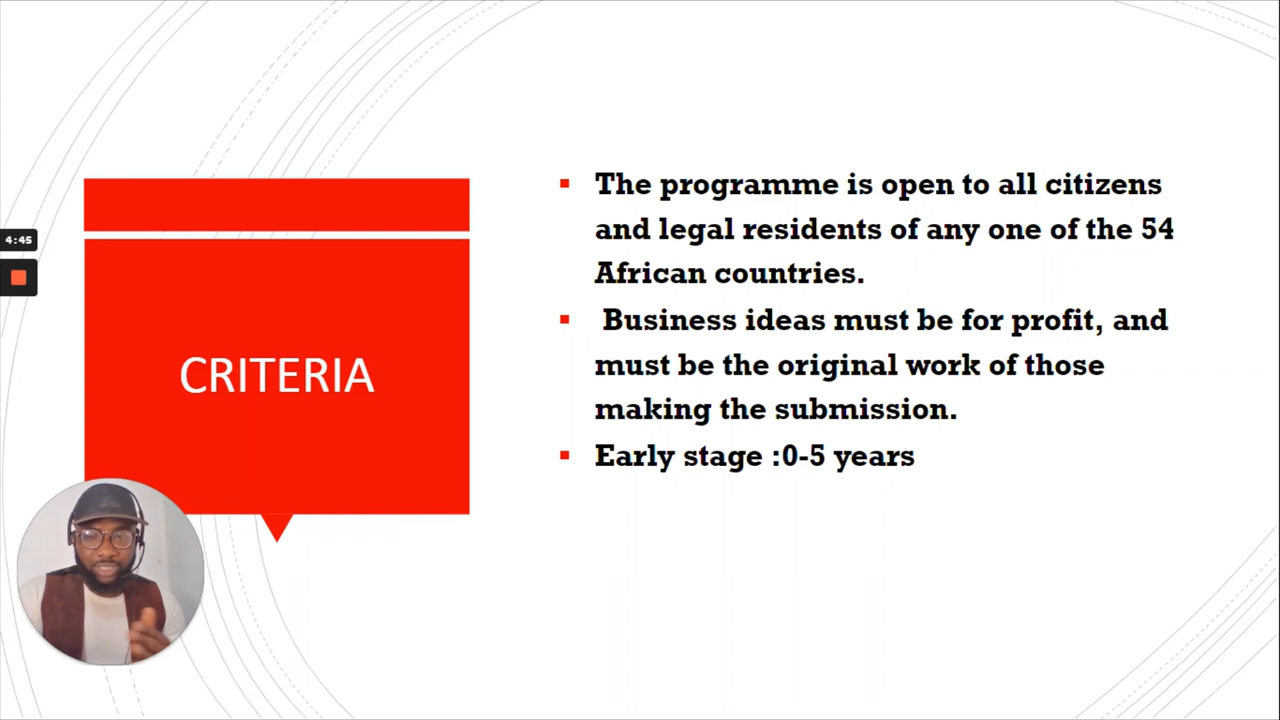 The programme is open to all citizens
and legal residents of any one of the 54
African countries.
Business ideas must be for profit, and
must be the original work of those
making the submission.
Early stage :0-5 years
4:45
CRITERIA